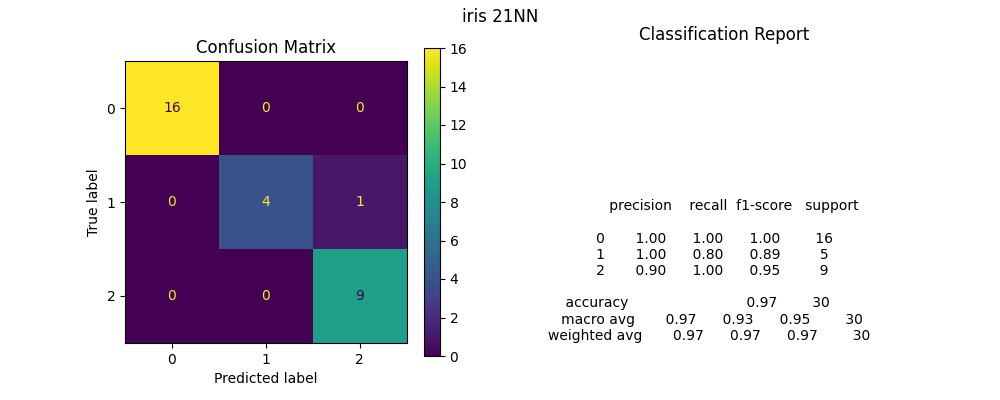 iris 21NN
Confusion Matrix
Classification Report
16 0 0
0 4 1
0 0 9
0
1
2
True label
0 1 2
Predicted label
16
14
12
10
8
6
4
2
0
precision recall f1-score support
0 1.00 1.00 1.00 16
1 1.00 0.80 0.89 5
2 0.90 1.00 0.95 9
accuracy 0.97 30
macro avg 0.97 0.93 0.95 30
weighted avg 0.97 0.97 0.97 30